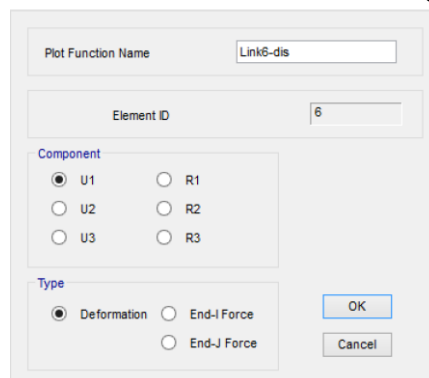 Plot Function Name Link6-dis
Element ID 6
Component
U1 R1
U2 R2
U3 R3
Type
Deformation End-I Force
End-J Force
OK
Cancel